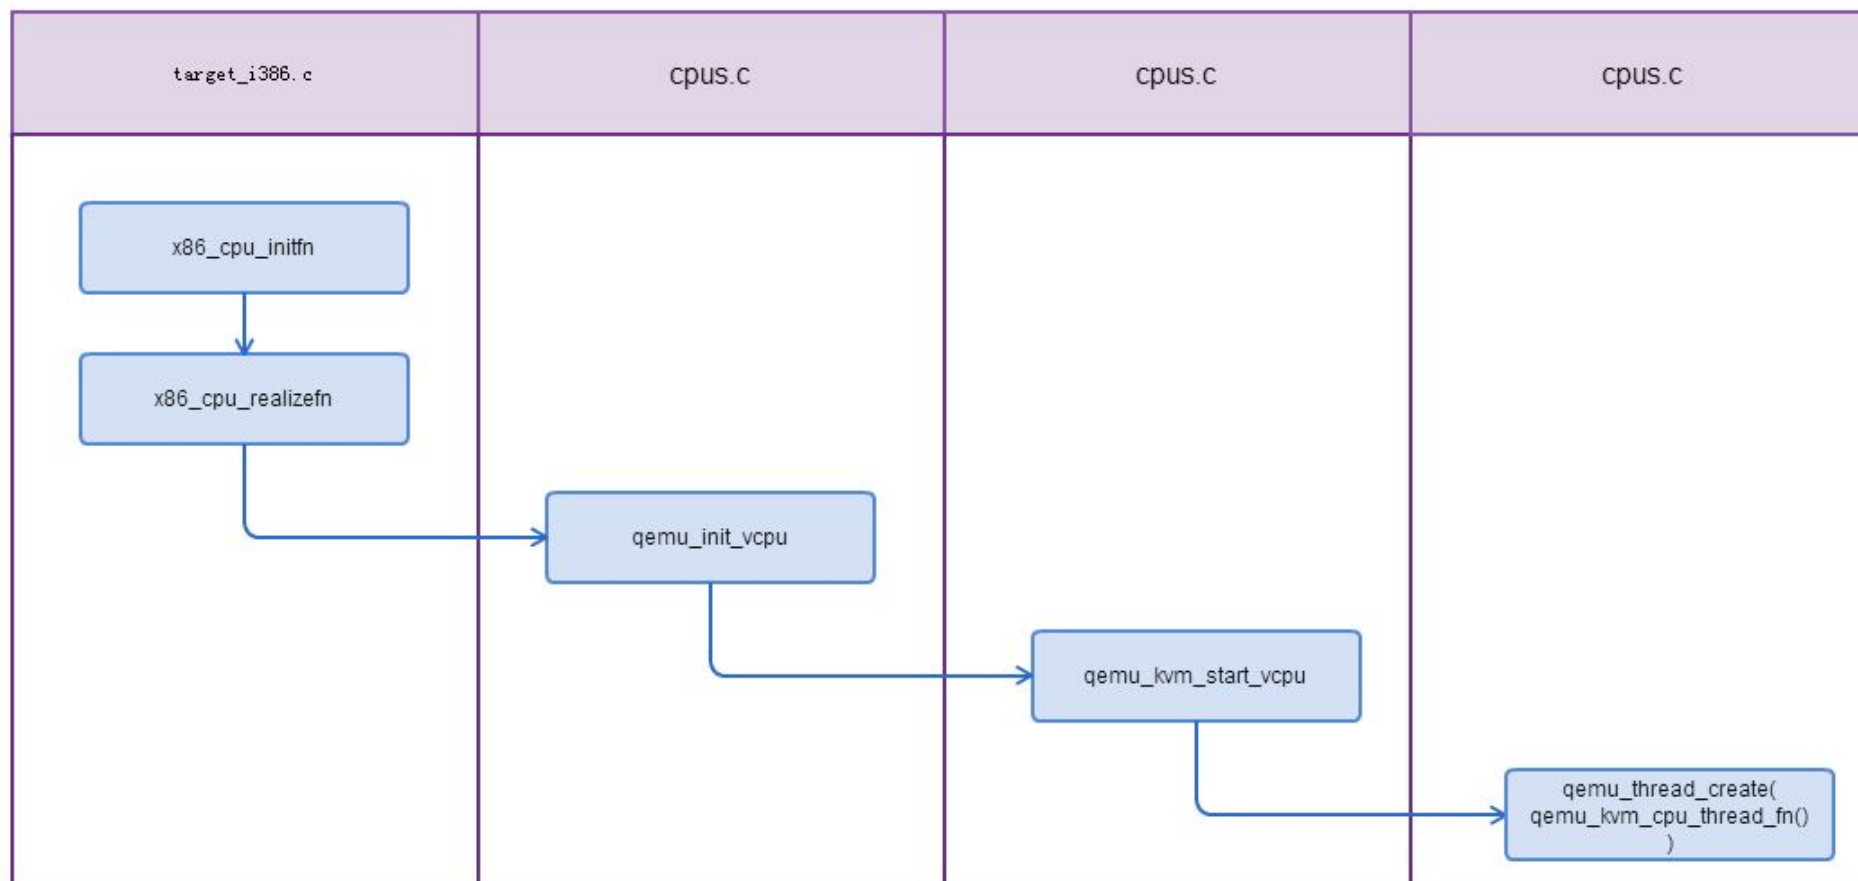 target_i386.c
cpus.c
cpus.c
cpus.c
x86_cpu_initfn
x86_cpu_realizefn
qemu_init_vcpu
qemu_kvm_start_vcpu
qemu_thread_create(
qemu_kvm_cpu_thread_fn()
)